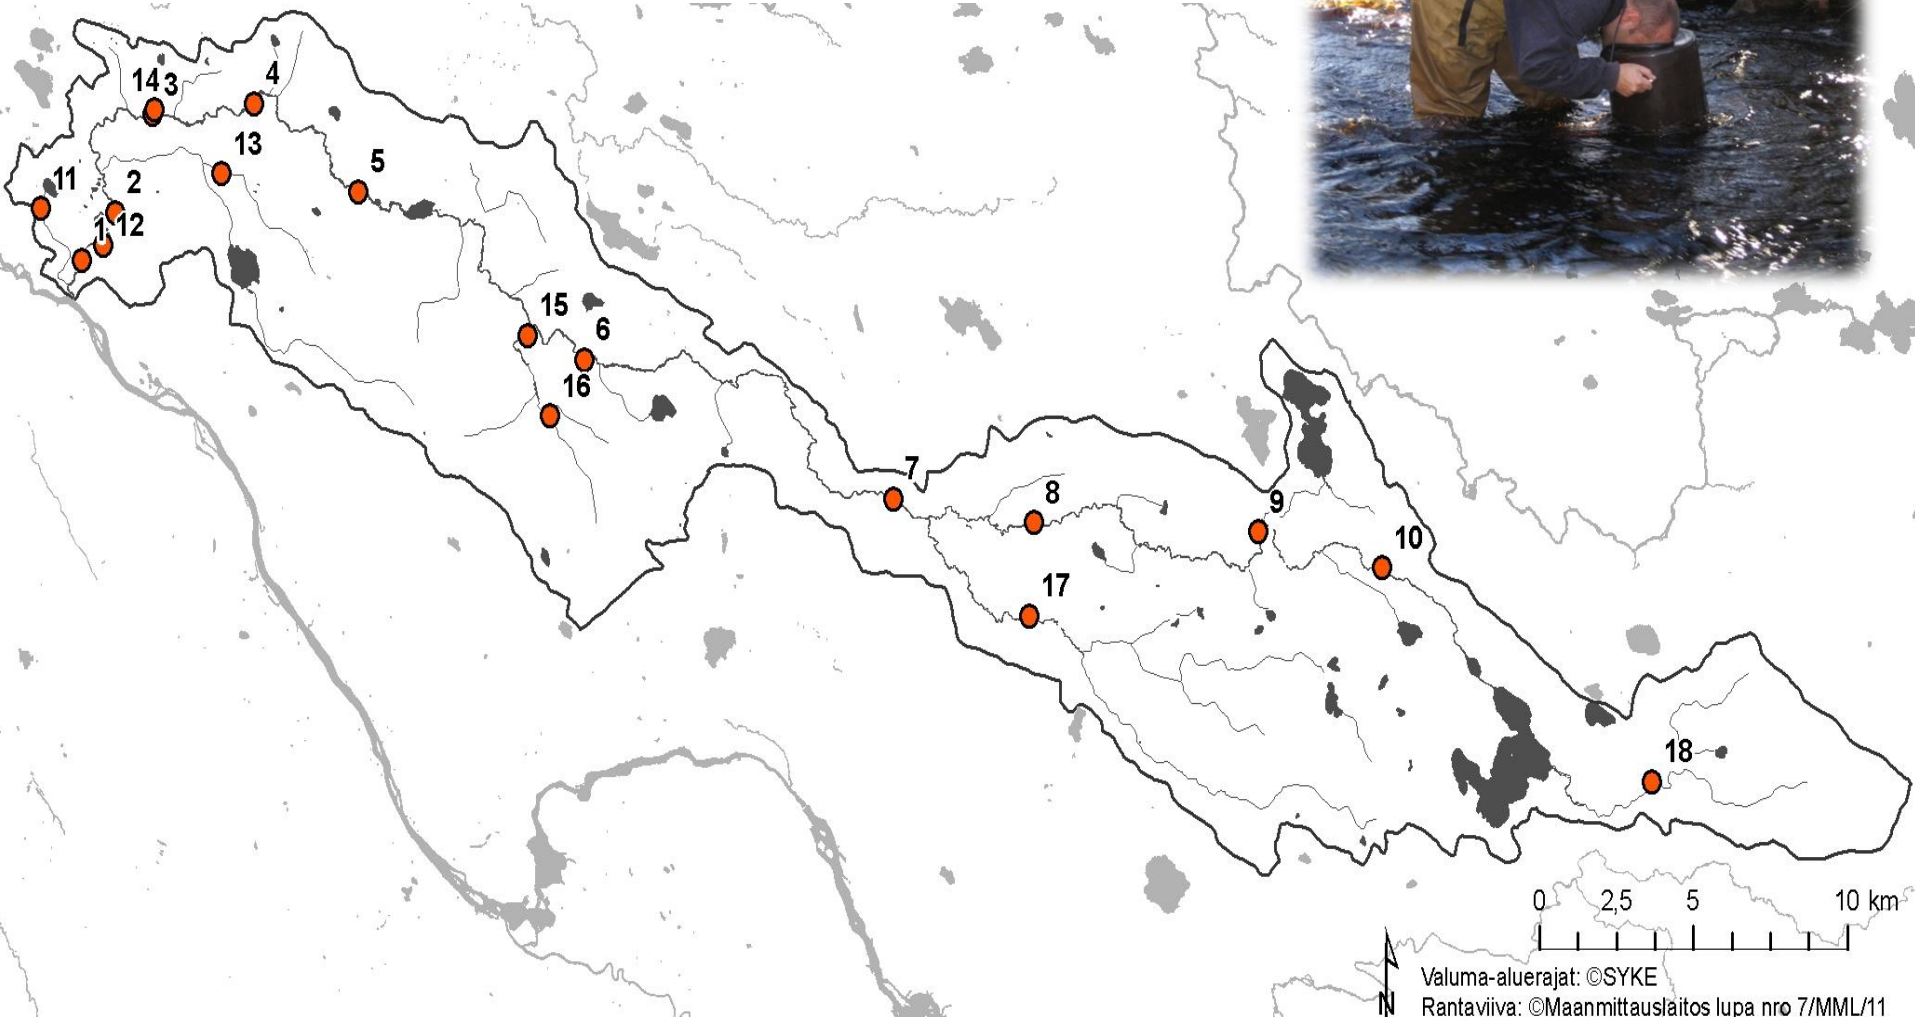 14 3 4
13
5
11 2
1 12
15 6
16
7
8 9
10
17
18
0 2,5 5 10 km
N
Valuma-aluerajat: ©SYKE
Rantaviiva: ©Maanmittauslaitos lupa nro 7/MML/11